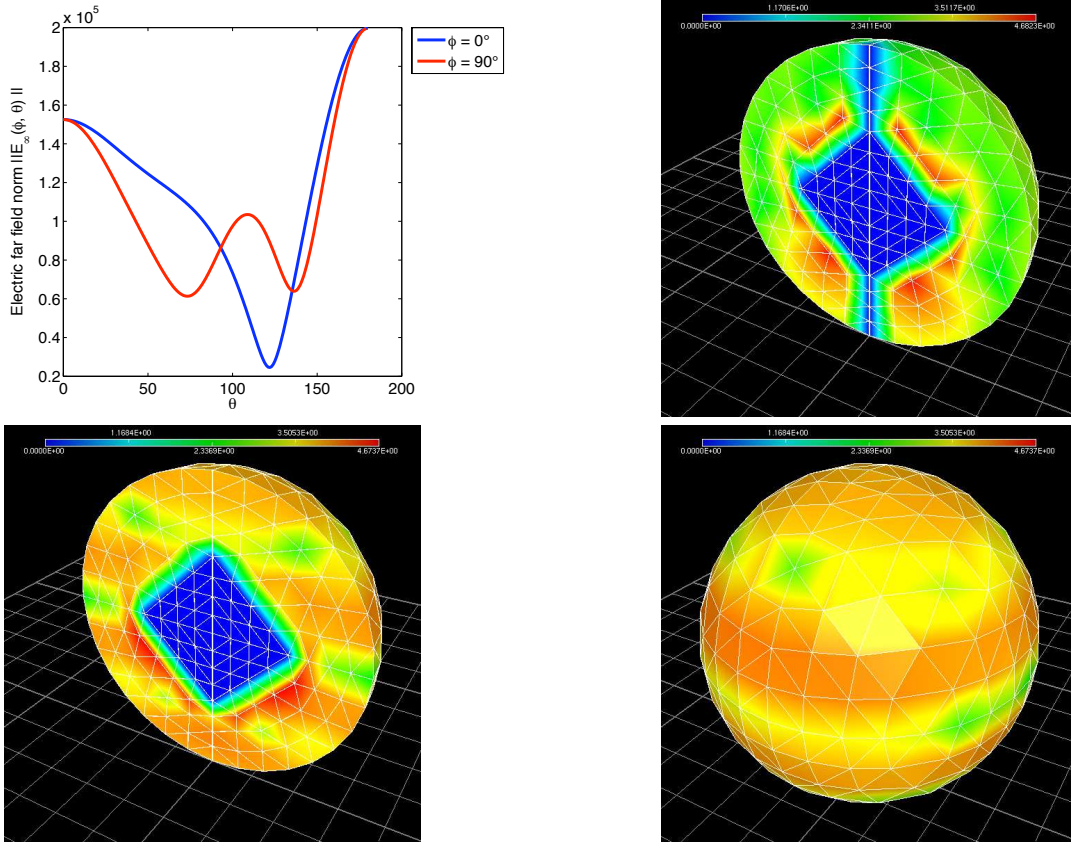 2 x 10^5
1.8
1.6
1.4
1.2
1
0.8
0.6
0.4
0.2
0 50 100 150 200
θ
Electric far field norm ||E∞(ϕ, θ) ||
ϕ = 0°
ϕ = 90°
1.1706E+00 3.5117E+00
0.0000E+00 2.3411E+00 4.6823E+00
1.1684E+00 3.5053E+00
0.0000E+00 2.3369E+00 4.6737E+00
1.1684E+00 3.5053E+00
0.0000E+00 2.3369E+00 4.6737E+00